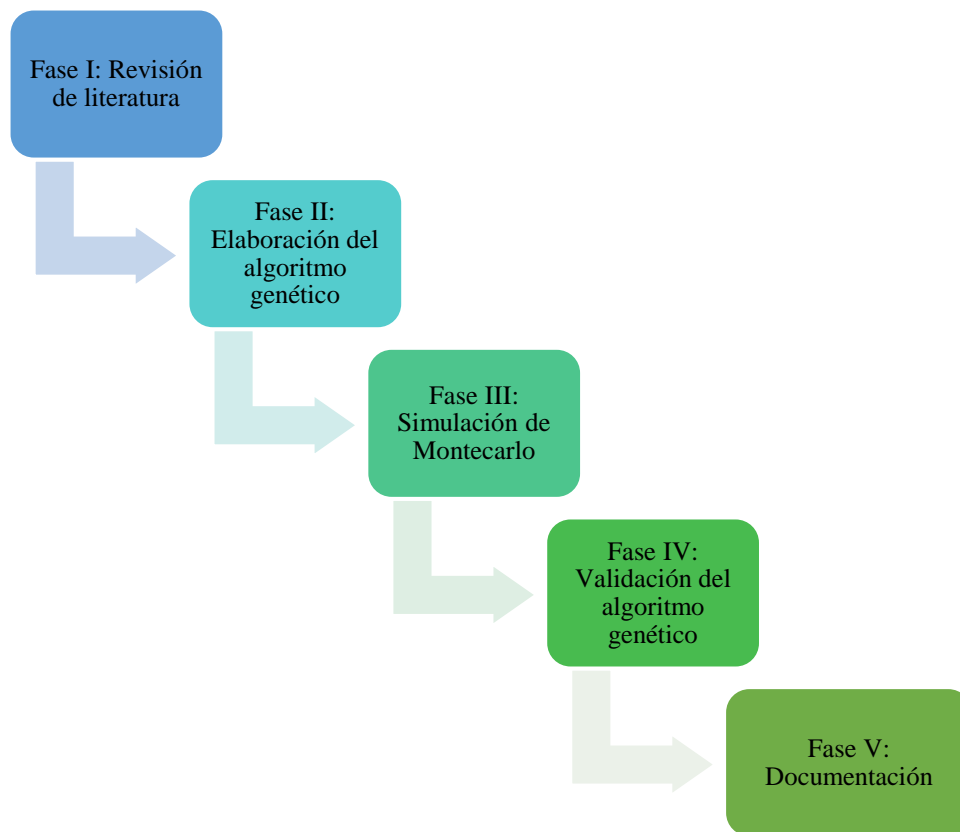 Fase I: Revisión
de literatura
Fase II:
Elaboración del
algoritmo
genético
Fase III:
Simulación de
Montecarlo
Fase IV:
Validación del
algoritmo
genético
Fase V:
Documentación